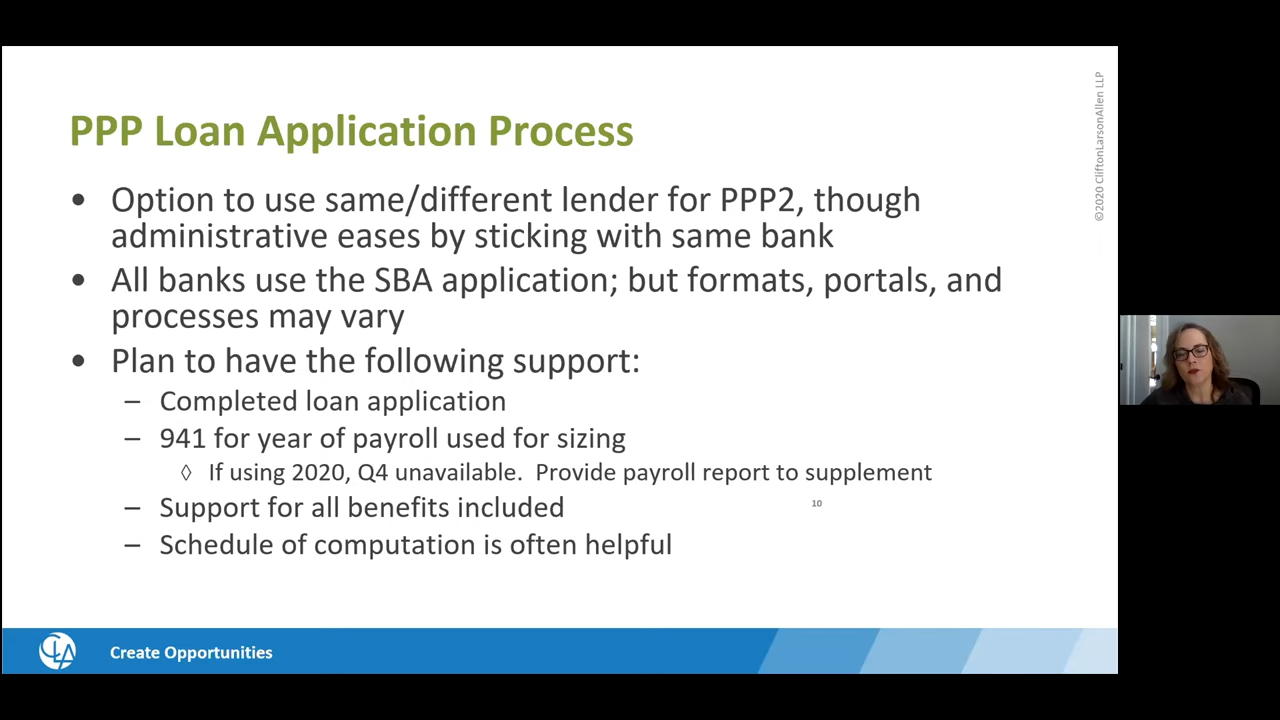 PPP Loan Application Process
• Option to use same/different lender for PPP2, though
administrative eases by sticking with same bank
• All banks use the SBA application; but formats, portals, and
processes may vary
• Plan to have the following support:
– Completed loan application
– 941 for year of payroll used for sizing
◊ If using 2020, Q4 unavailable. Provide payroll report to supplement
– Support for all benefits included
– Schedule of computation is often helpful
10
©2020 CliftonLarsonAllen LLP
CLA
Create Opportunities